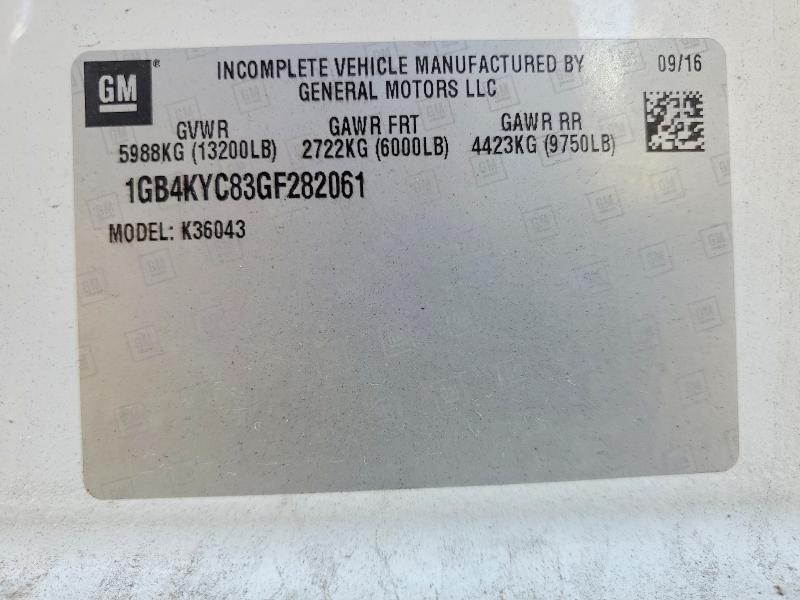 GM® INCOMPLETE VEHICLE MANUFACTURED BY 09/16
GENERAL MOTORS LLC
GVWR GAWR FRT GAWR RR
5988KG (13200LB) 2722KG (6000LB) 4423KG (9750LB)
1GB4KYC83GF282061
MODEL: K36043